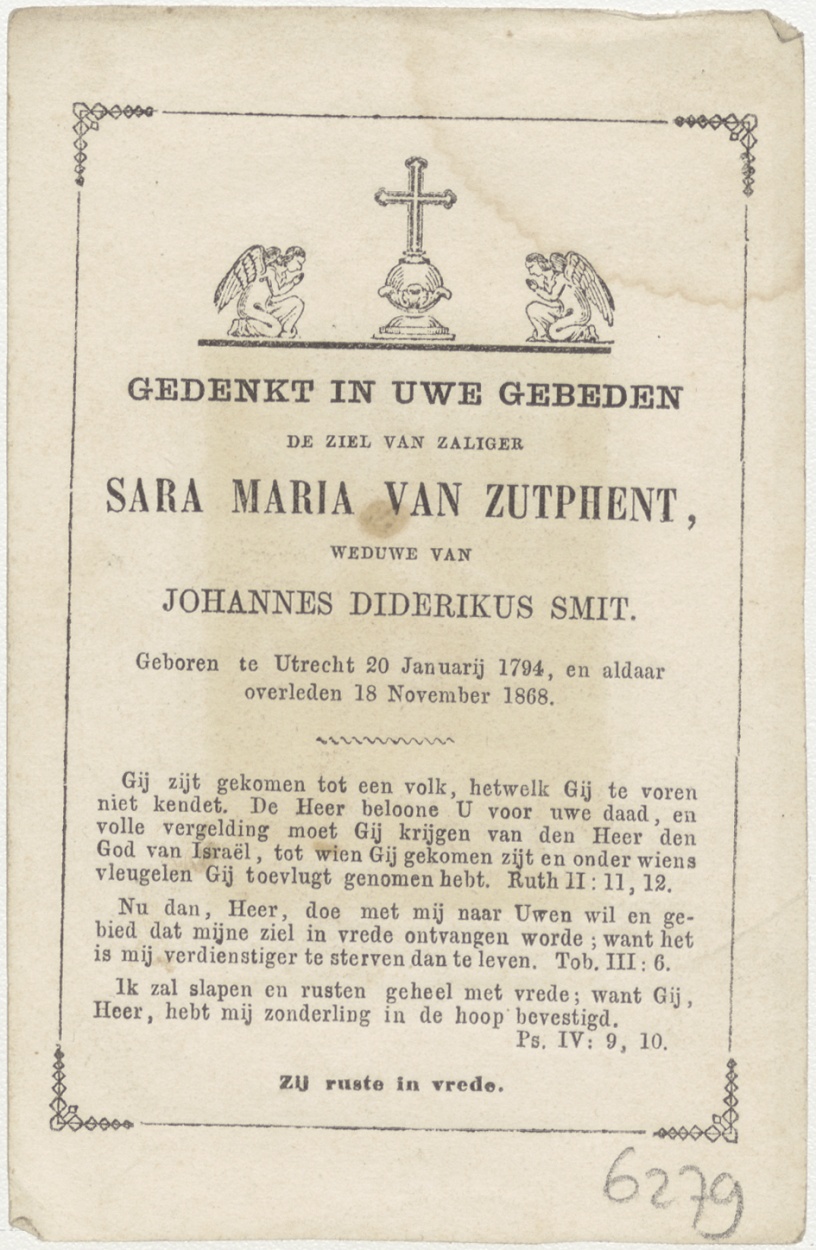 GEDENKT IN UWE GEBEDEN
DE ZIEL VAN ZALIGER
SARA MARIA VAN ZUTPHENT,
WEDUWE VAN
JOHANNES DIDERIKUS SMIT.
Geboren te Utrecht 20 Januarij 1794, en aldaar
overleden 18 November 1868.
Gij zijt gekomen tot een volk, hetwelk Gij te voren
niet kendet. De Heer beloone U voor uwe daad, en
volle vergelding moet Gij krijgen van den Heer den
God van Israël, tot wien Gij gekomen zijt en onder wiens
vleugelen Gij toevlugt genomen hebt. Ruth II: 11, 12.
Nu dan, Heer, doe met mij naar Uwen wil en ge-
bied dat mijne ziel in vrede ontvangen worde; want het
is mij verdienstiger te sterven dan te leven. Tob. III: 6.
Ik zal slapen en rusten geheel met vrede; want Gij,
Heer, hebt mij zonderling in de hoop bevestigd.
Ps. IV: 9, 10.
Zij ruste in vrede.
6279